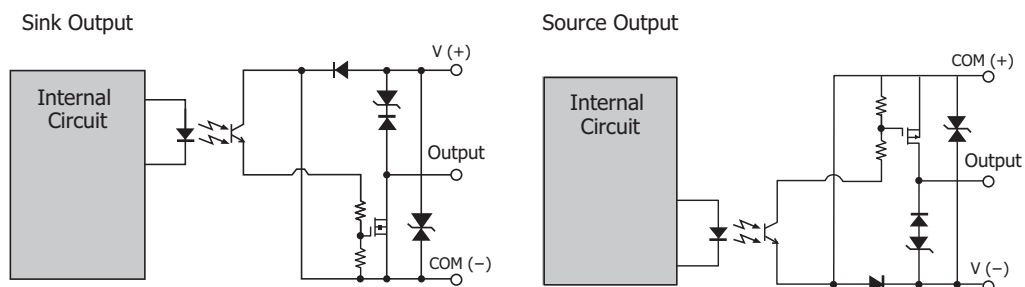 Sink Output
Internal
Circuit
V (+)
Output
COM (−)
Source Output
Internal
Circuit
COM (+)
Output
V (−)